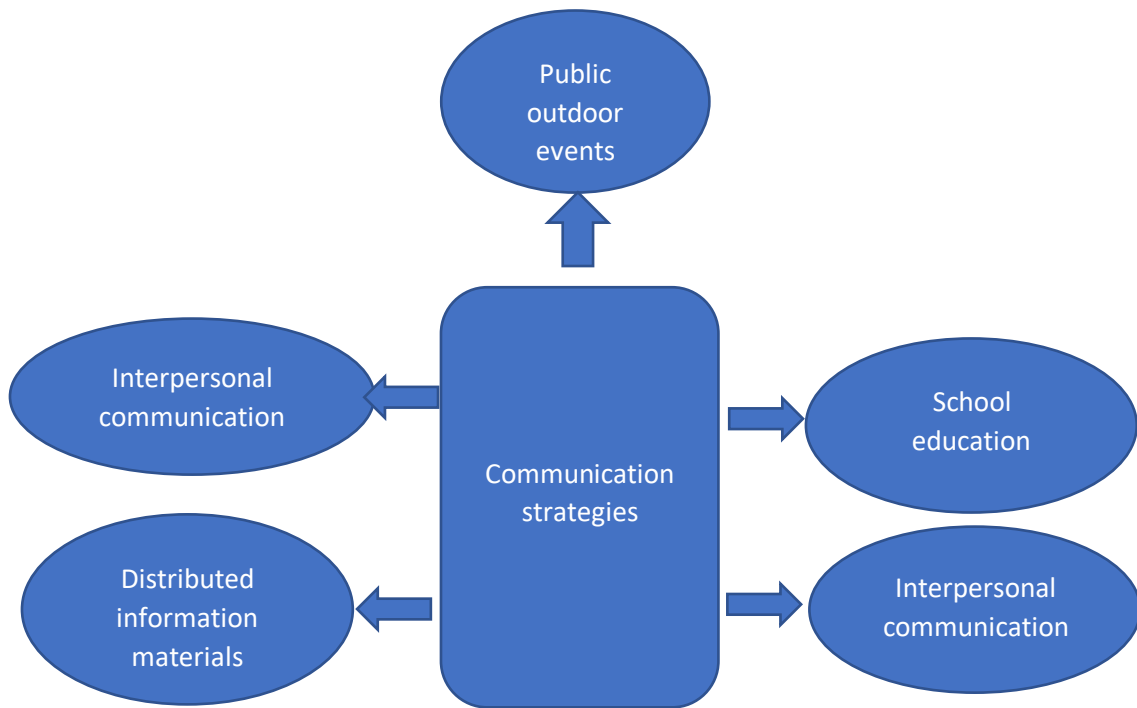 Public
outdoor
events
Interpersonal
communication
School
education
Communication
strategies
Distributed
information
materials
Interpersonal
communication